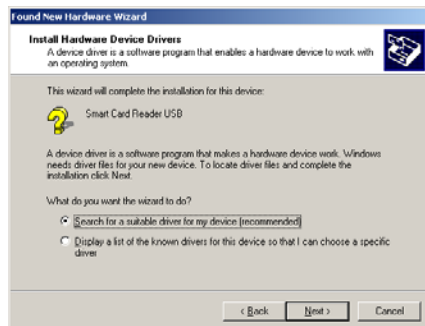 Found New Hardware Wizard
Install Hardware Device Drivers
A device driver is a software program that enables a hardware device to work with
an operating system.
This wizard will complete the installation for this device:
Smart Card Reader USB
A device driver is a software program that makes a hardware device work. Windows
needs driver files for your new device. To locate driver files and complete the
installation click Next.
What do you want the wizard to do?
Search for a suitable driver for my device (recommended)
Display a list of the known drivers for this device so that I can choose a specific
driver
< Back Next > Cancel